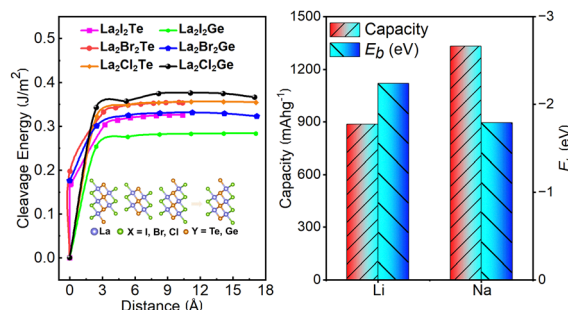 La₂I₂Te
La₂I₂Ge
La₂Br₂Te
La₂Br₂Ge
La₂Cl₂Te
La₂Cl₂Ge
Cleavage Energy (J/m²)
0.5
0.4
0.3
0.2
0.1
0.0
La X = I, Br, Cl Y = Te, Ge
0 3 6 9 12 15 18
Distance (Å)
Capacity
E_b (eV)
Capacity (mAhg⁻¹)
1500
1200
900
600
300
0
−3
−2
−1
0
Li Na